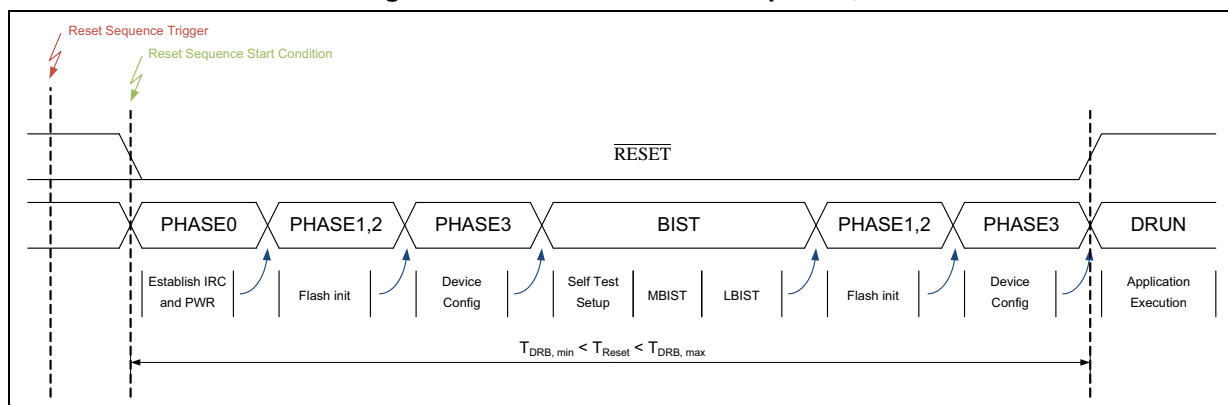 Reset Sequence Trigger
Reset Sequence Start Condition
RESET
PHASE0 PHASE1,2 PHASE3 BIST PHASE1,2 PHASE3 DRUN
Establish IRC
and PWR
Flash init
Device
Config
Self Test
Setup
MBIST
LBIST
Flash init
Device
Config
Application
Execution
TDRB, min < TReset < TDRB, max